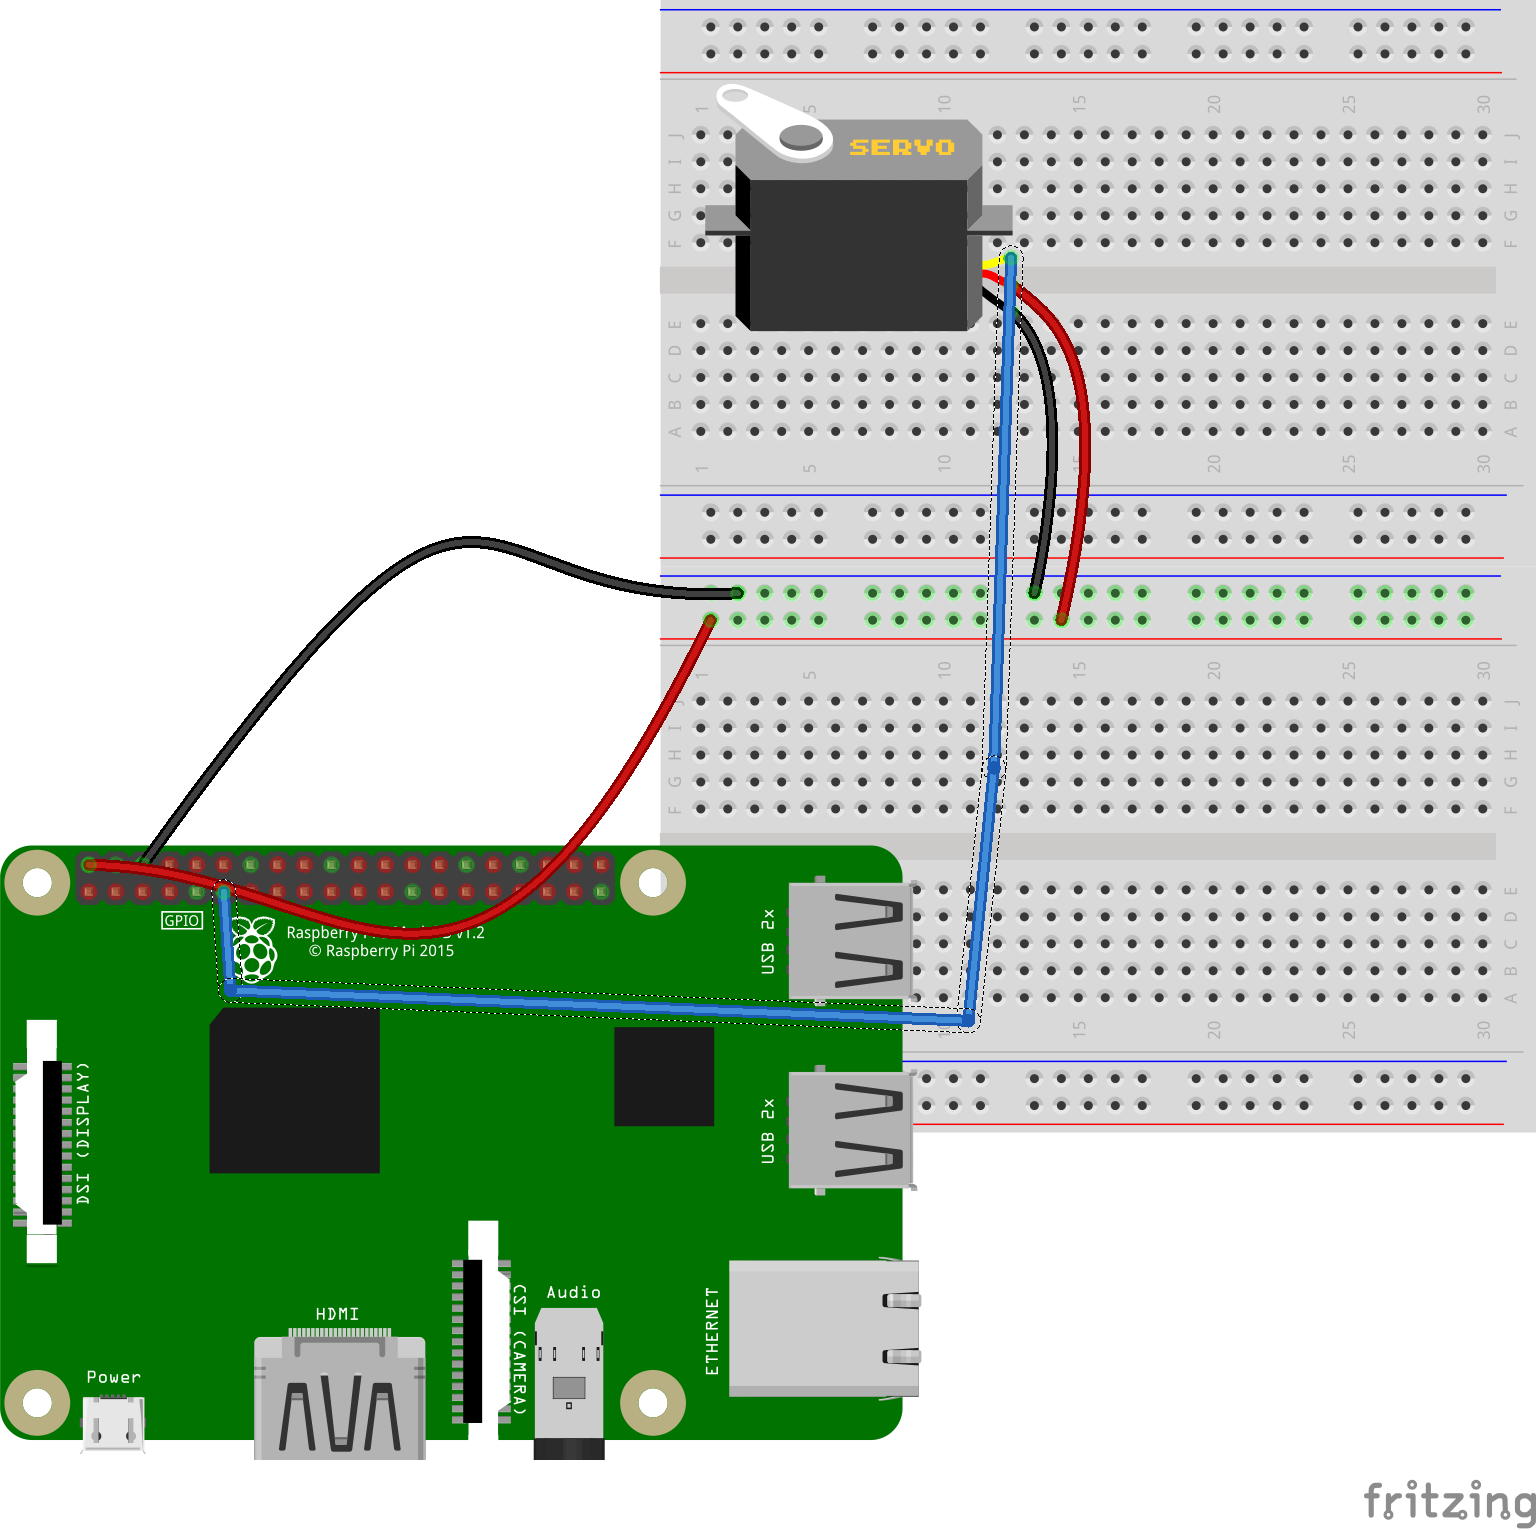 1 5 10 15 20 25 30
J J
I I
H H
G G
F F
SERVO
E E
D D
C C
B B
A A
1 5 10 15 20 25 30
1 5 10 15 20 25 30
J J
I I
H H
G G
F F
E
D
C
B
A
15 20 25 30
GPIO
Raspberry V1.2
© Raspberry Pi 2015
USB 2x
USB 2x
DSI (DISPLAY)
CSI (CAMERA)
Audio
HDMI
ETHERNET
Power
fritzing